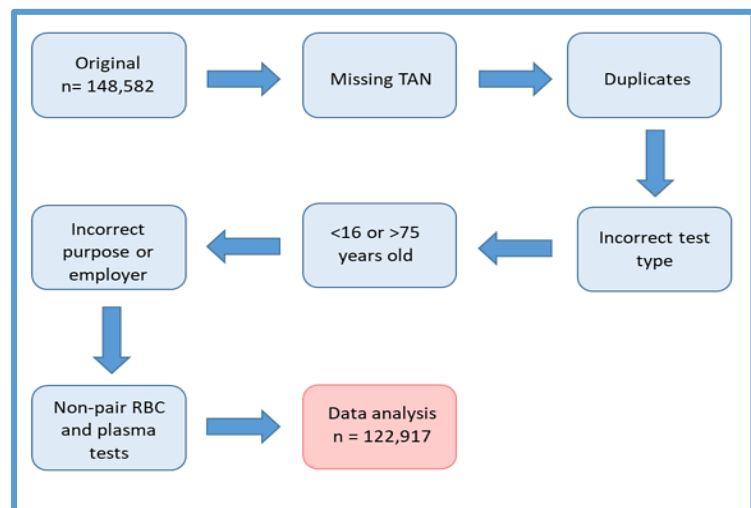 Original
n= 148,582
Missing TAN
Duplicates
Incorrect test
type
<16 or >75
years old
Incorrect
purpose or
employer
Non-pair RBC
and plasma
tests
Data analysis
n = 122,917